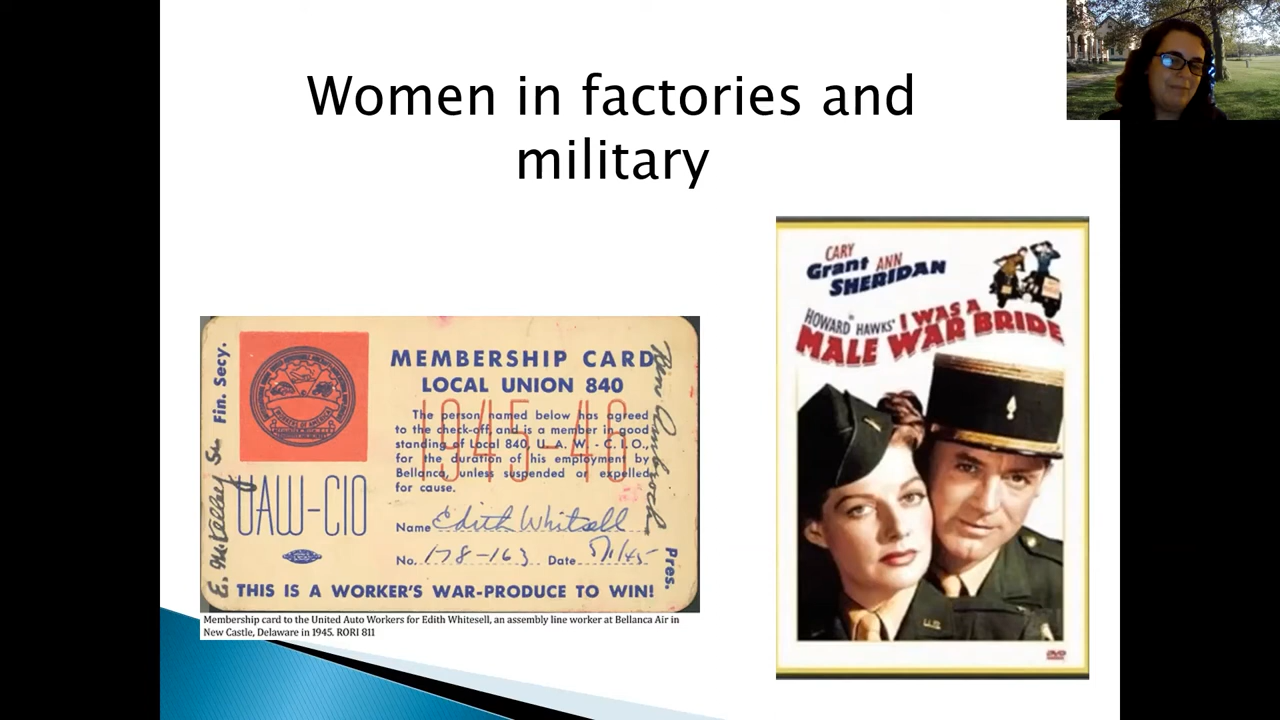 Women in factories and
military
CARY
Grant ANN
SHERIDAN
HOWARD HAWKS' I WAS A
MALE WAR BRIDE
U.S
DVD
Fin. Secy.
MEMBERSHIP CARD
LOCAL UNION 840
1945-46
The person named below has agreed
to the check-off, and is a member in good
standing of Local 840, U. A. W. - C. I. O.,
for the duration of his employment by
Bellanca, unless suspended or expelled
for cause.
UAW-CIO
Name Edith Whitsell
No. 178-163 Date
Pres.
THIS IS A WORKER'S WAR-PRODUCE TO WIN!
Membership card to the United Auto Workers for Edith Whitesell, an assembly line worker at Bellanca Air in
New Castle, Delaware in 1945. RORI 811